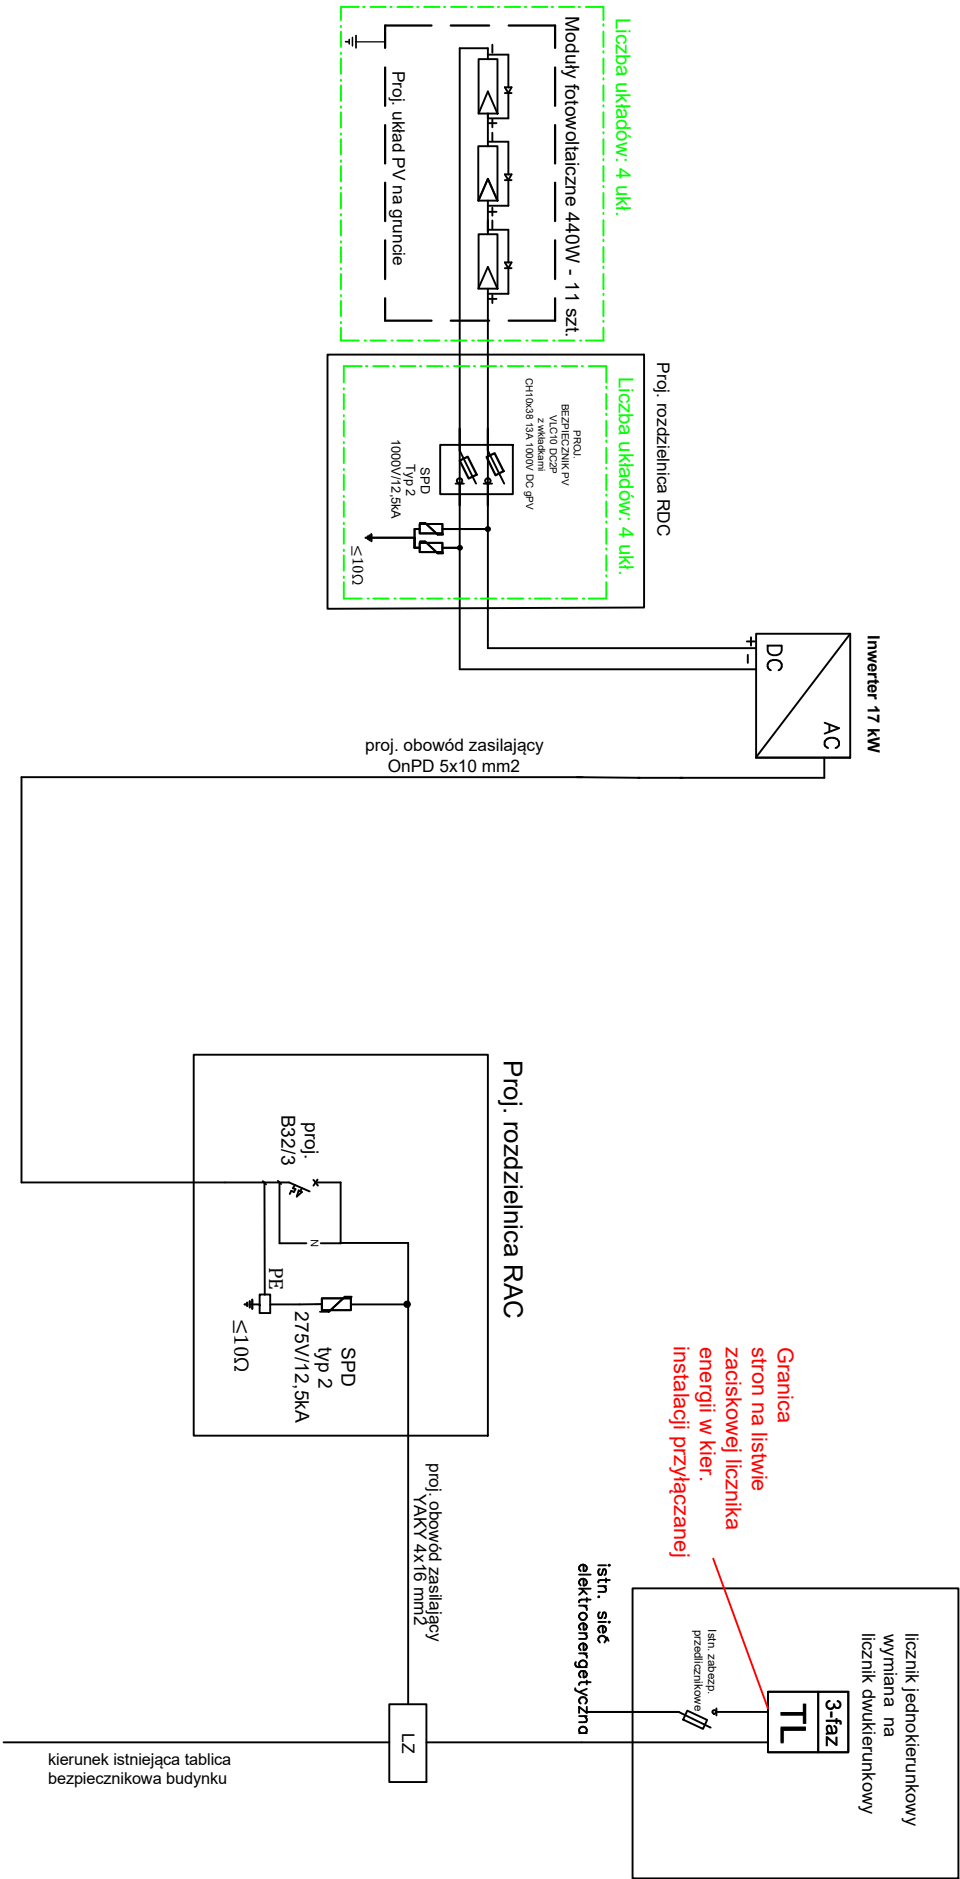 Liczba układów: 4 ukł.
Moduły fotowoltaiczne 440W - 11 szt.
Proj. układ PV na gruncie
Proj. rozdzielnica RDC
Liczba układów: 4 ukł.
PROJ.
BEZPIECZNIK PV
VLC10 DC2P
z wkładkami
CH10x38 13A 1000V DC gPV
SPD
Typ 2
1000V/12,5kA
≤10Ω
Inwerter 17 kW
DC
AC
+
-
proj. obowód zasilający
OnPD 5x10 mm2
Proj. rozdzielnica RAC
proj.
B32/3
N
PE
≤10Ω
SPD
typ 2
275V/12,5kA
proj. obowód zasilający
YAKY 4x16 mm2
Granica
stron na listwie
zaciskowej licznika
energii w kier.
instalacji przyłączanej
istn. sieć
elektroenergetyczna
licznik jednokierunkowy
wymiana na
licznik dwukierunkowy
3-faz
TL
Istn. zabezp.
przedlicznikowe
LZ
kierunek istniejąca tablica
bezpiecznikowa budynku